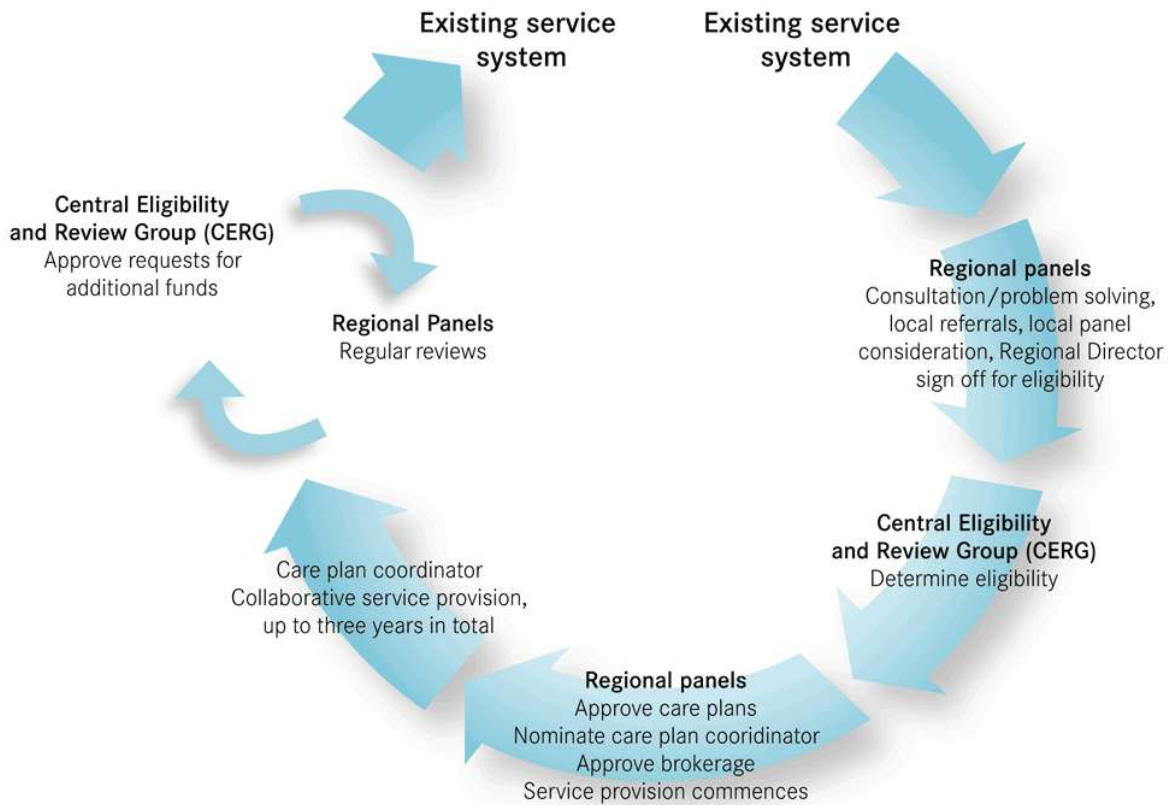 Existing service
system
Existing service
system
Regional panels
Consultation/problem solving,
local referrals, local panel
consideration, Regional Director
sign off for eligibility
Central Eligibility
and Review Group (CERG)
Determine eligibility
Regional panels
Approve care plans
Nominate care plan cooridinator
Approve brokerage
Service provision commences
Care plan coordinator
Collaborative service provision,
up to three years in total
Central Eligibility
and Review Group (CERG)
Approve requests for
additional funds
Regional Panels
Regular reviews